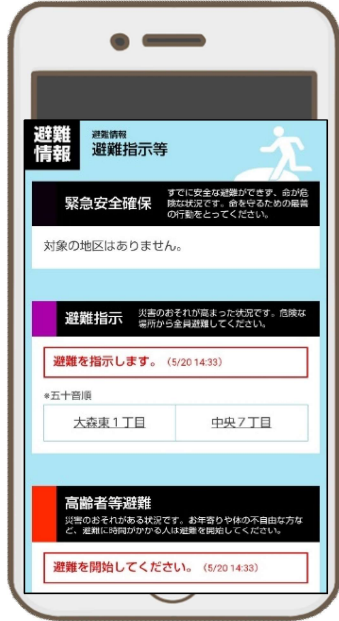 避難
情報
避難情報
避難指示等
緊急安全確保
すでに安全な避難ができず、命が危
険な状況です。命を守るための最善
の行動をとってください。
対象の地区はありません。
避難指示
災害のおそれが高まった状況です。危険な
場所から全員避難してください。
避難を指示します。(5/20 14:33)
*五十音順
大森東１丁目
中央７丁目
高齢者等避難
災害のおそれがある状況です。お年寄りや体の不自由な方な
ど、避難に時間がかかる人は避難を開始してください。
避難を開始してください。(5/20 14:33)